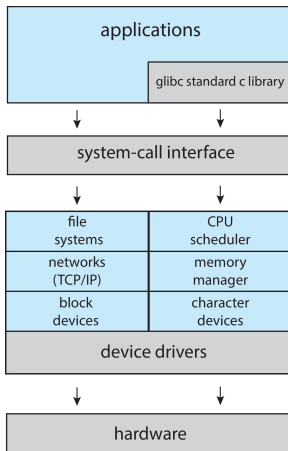 applications
glibc standard c library
system-call interface
file
systems
CPU
scheduler
networks
(TCP/IP)
memory
manager
block
devices
character
devices
device drivers
hardware